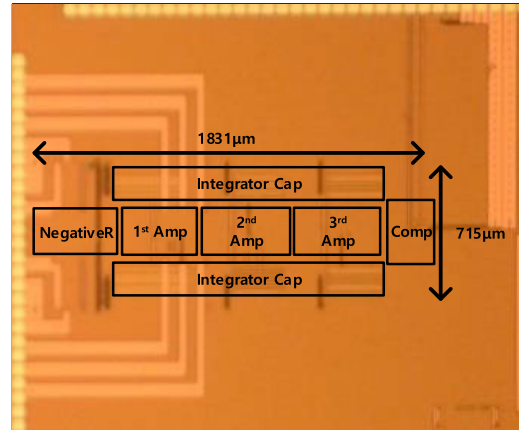 1831μm
Integrator Cap
NegativeR
1st Amp
2nd
Amp
3rd
Amp
Comp
715μm
Integrator Cap